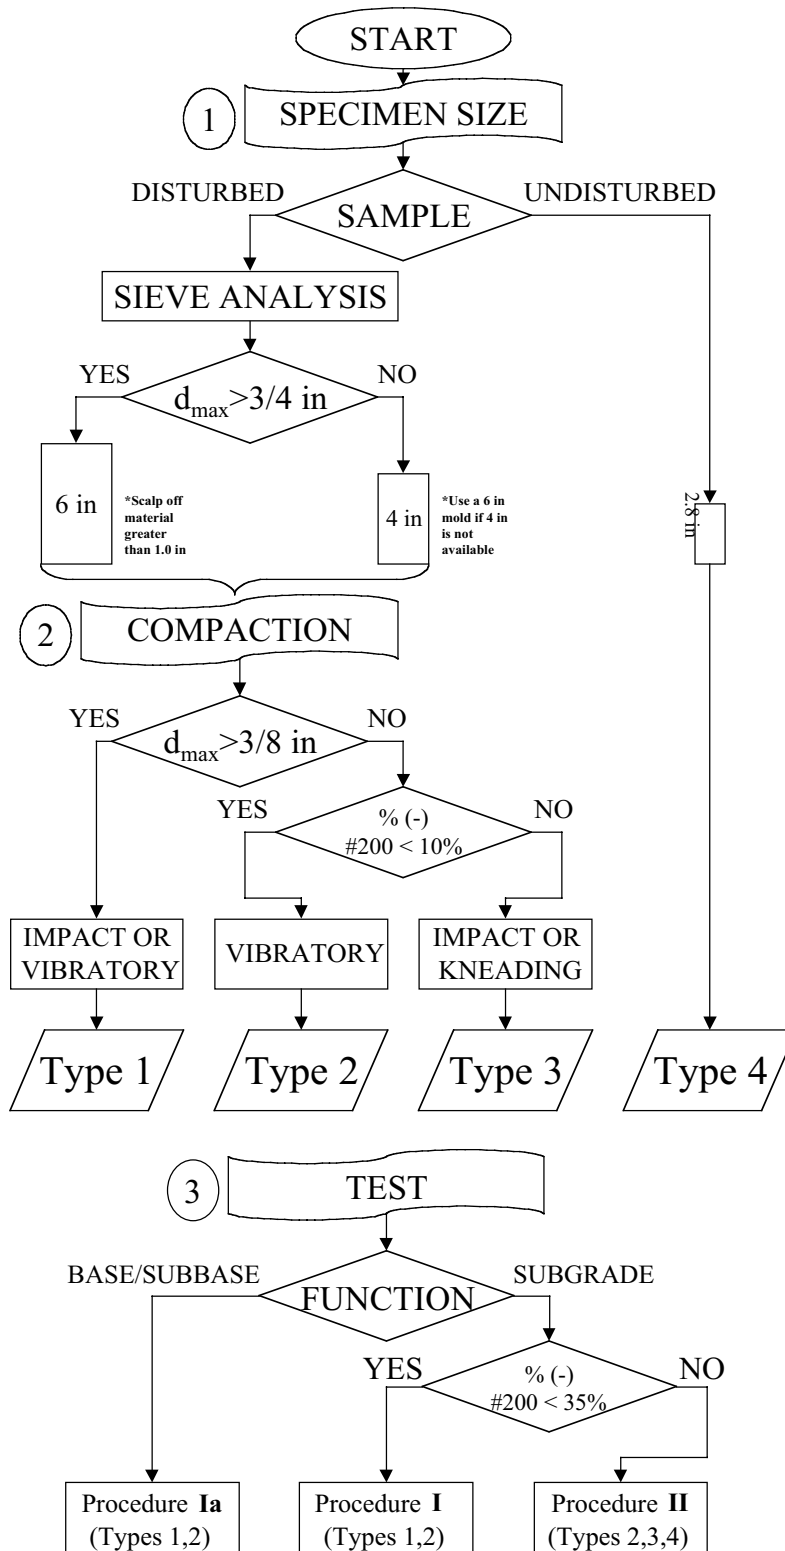 START
1
SPECIMEN SIZE
DISTURBED
UNDISTURBED
SAMPLE
SIEVE ANALYSIS
YES
NO
dmax>3/4 in
6 in
*Scalp off
material
greater
than 1.0 in
4 in
*Use a 6 in
mold if 4 in
is not
available
2.8 in
2
COMPACTION
YES
NO
dmax>3/8 in
YES
NO
% (-)
#200 < 10%
IMPACT OR
VIBRATORY
VIBRATORY
IMPACT OR
KNEADING
Type 1
Type 2
Type 3
Type 4
3
TEST
BASE/SUBBASE
SUBGRADE
FUNCTION
YES
NO
% (-)
#200 < 35%
Procedure Ia
(Types 1,2)
Procedure I
(Types 1,2)
Procedure II
(Types 2,3,4)